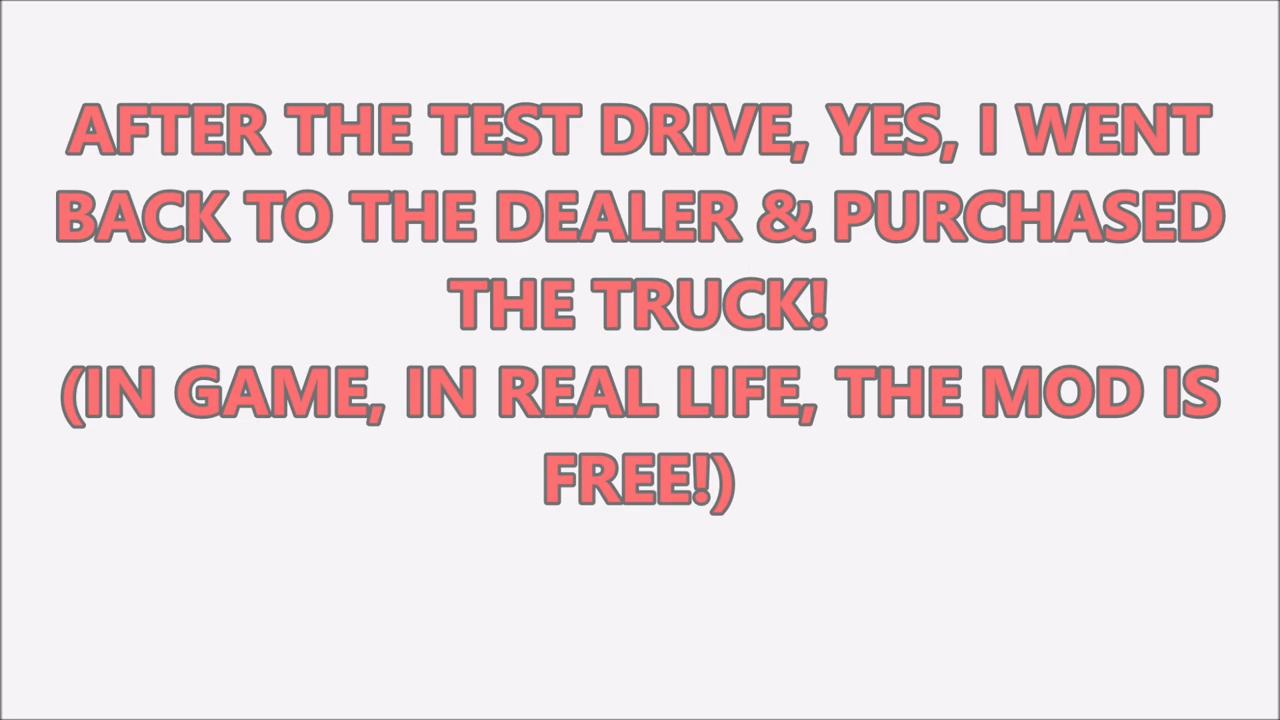 AFTER THE TEST DRIVE, YES, I WENT
BACK TO THE DEALER & PURCHASED
THE TRUCK!
(IN GAME, IN REAL LIFE, THE MOD IS
FREE!)